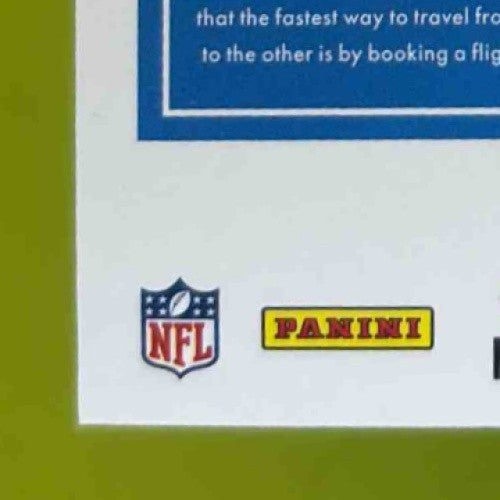 that the fastest way to travel
to the other is by booking a
NFL
PANINI